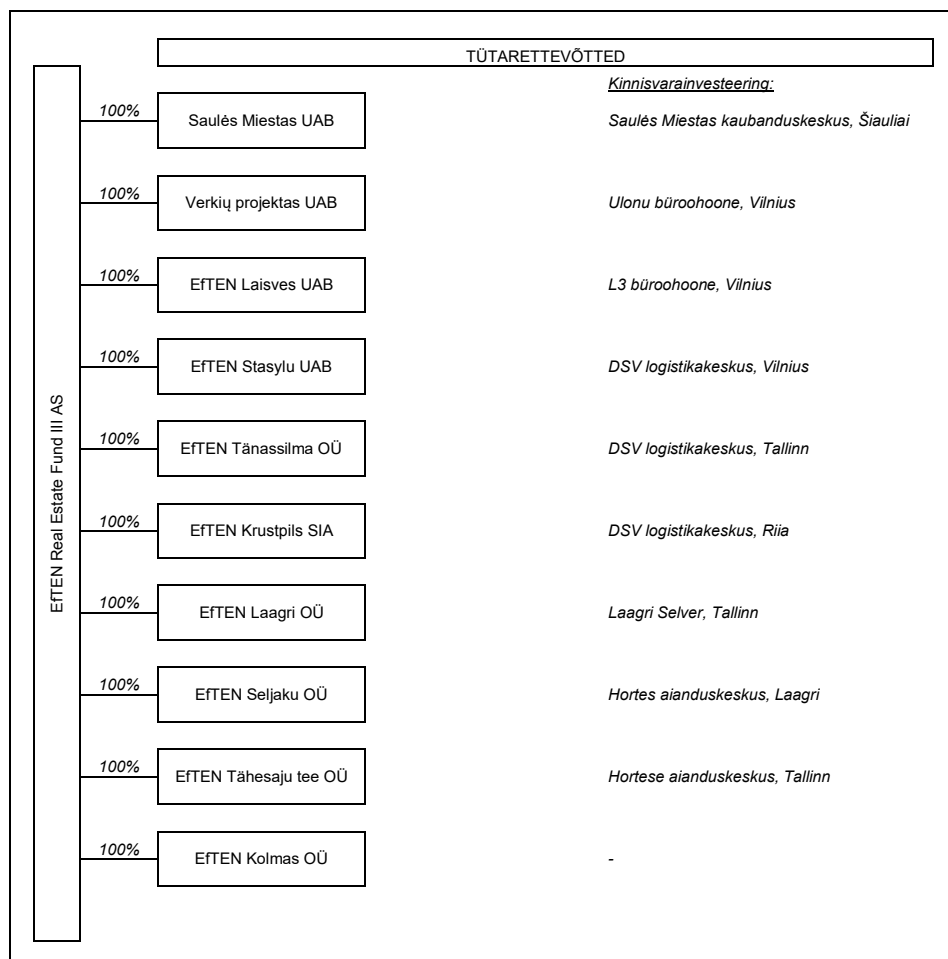 TÜTARETTEVÕTTED
Kinnisvarainvesteering:
EfTEN Real Estate Fund III AS
100%
Saulės Miestas UAB
Saulės Miestas kaubanduskeskus, Šiauliai
100%
Verkių projektas UAB
Ulonu büroohoone, Vilnius
100%
EfTEN Laisves UAB
L3 büroohoone, Vilnius
100%
EfTEN Stasylu UAB
DSV logistikakeskus, Vilnius
100%
EfTEN Tänassilma OÜ
DSV logistikakeskus, Tallinn
100%
EfTEN Krustpils SIA
DSV logistikakeskus, Riia
100%
EfTEN Laagri OÜ
Laagri Selver, Tallinn
100%
EfTEN Seljaku OÜ
Hortes aianduskeskus, Laagri
100%
EfTEN Tähesaju tee OÜ
Hortese aianduskeskus, Tallinn
100%
EfTEN Kolmas OÜ
-